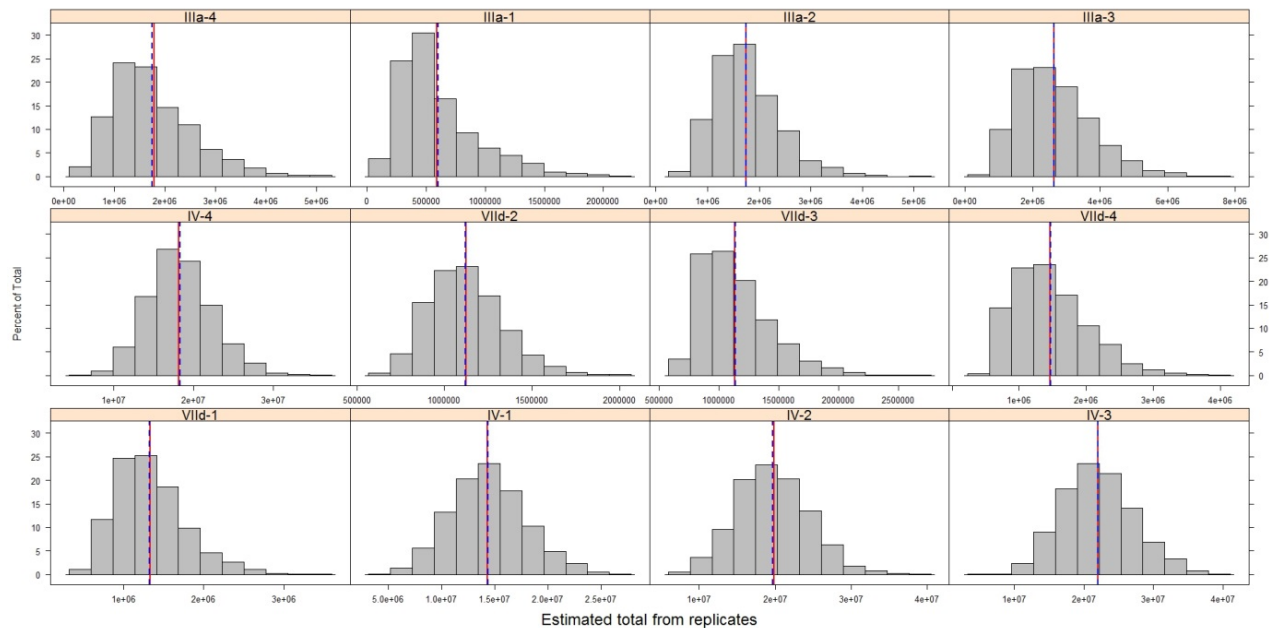 IIIa-4 IIIa-1 IIIa-2 IIIa-3
30
25
20
15
10
5
0
0e+00 1e+06 2e+06 3e+06 4e+06 5e+06 0 500000 1000000 1500000 2000000 0e+00 1e+06 2e+06 3e+06 4e+06 5e+06 0e+00 2e+06 4e+06 6e+06 8e+06
IV-4 VIId-2 VIId-3 VIId-4
30
25
20
15
10
5
0
Percent of Total
1e+07 2e+07 3e+07 500000 1000000 1500000 2000000 500000 1000000 1500000 2000000 2500000 1e+06 2e+06 3e+06 4e+06
VIId-1 IV-1 IV-2 IV-3
30
25
20
15
10
5
0
1e+06 2e+06 3e+06 5.0e+06 1.0e+07 1.5e+07 2.0e+07 2.5e+07 1e+07 2e+07 3e+07 4e+07 1e+07 2e+07 3e+07 4e+07
Estimated total from replicates